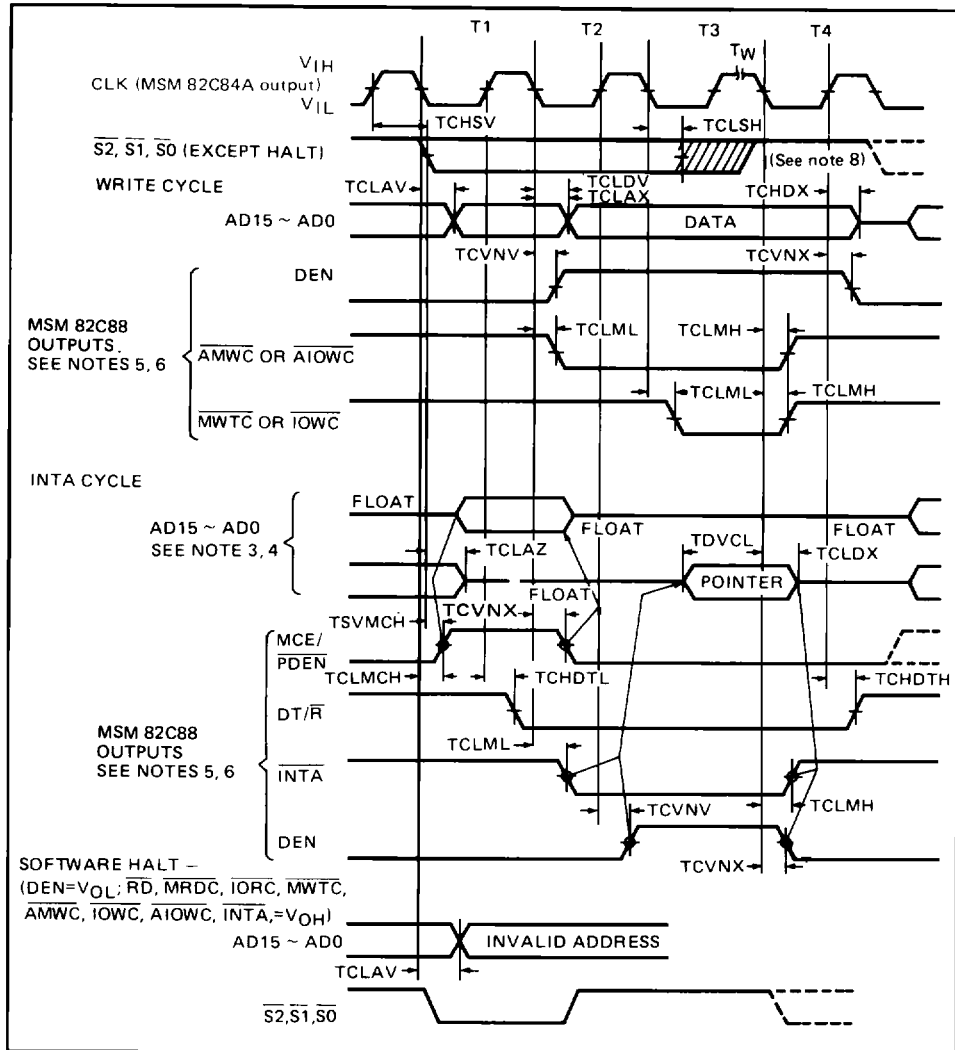 T1 T2 T3 T4
VIH
TW
CLK (MSM 82C84A output)
VIL
TCHSV
TCLSH
S2, S1, S0 (EXCEPT HALT)
(See note 8)
WRITE CYCLE
TCLAV
TCLDV
TCLAX
TCHDX
AD15 ~ AD0
DATA
TCVNV
TCVNX
DEN
MSM 82C88
OUTPUTS
SEE NOTES 5, 6
TCLML
TCLMH
AMWC OR AIOWC
TCLML
TCLMH
MWTC OR IOWC
INTA CYCLE
FLOAT
AD15 ~ AD0
SEE NOTE 3, 4
FLOAT
FLOAT
TCLAZ
TDVCL
TCLDX
FLOAT
POINTER
TCVNX
TSVMCH
MCE/
PDEN
TCLMCH
TCHDTL
TCHDTH
DT/R
MSM 82C88
OUTPUTS
SEE NOTES 5, 6
TCLML
INTA
TCVNV
TCLMH
DEN
TCVNX
SOFTWARE HALT –
(DEN=VOL; RD, MRDC, IORC, MWTC,
AMWC, IOWC, AIOWC, INTA,=VOH)
AD15 ~ AD0
INVALID ADDRESS
TCLAV
S2,S1,S0